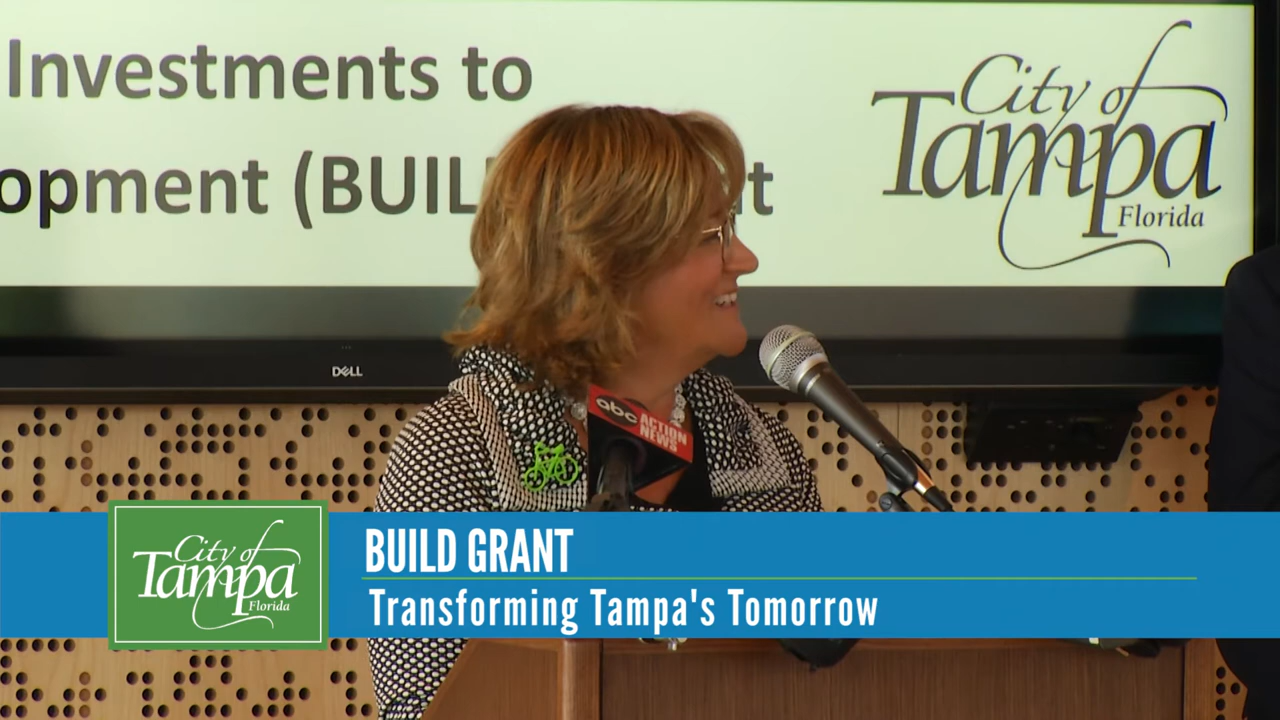 Investments to
opment (BUIL t
City of
Tampa
Florida
DELL
abc
ACTION
NEWS
City of
Tampa
Florida
BUILD GRANT
Transforming Tampa's Tomorrow